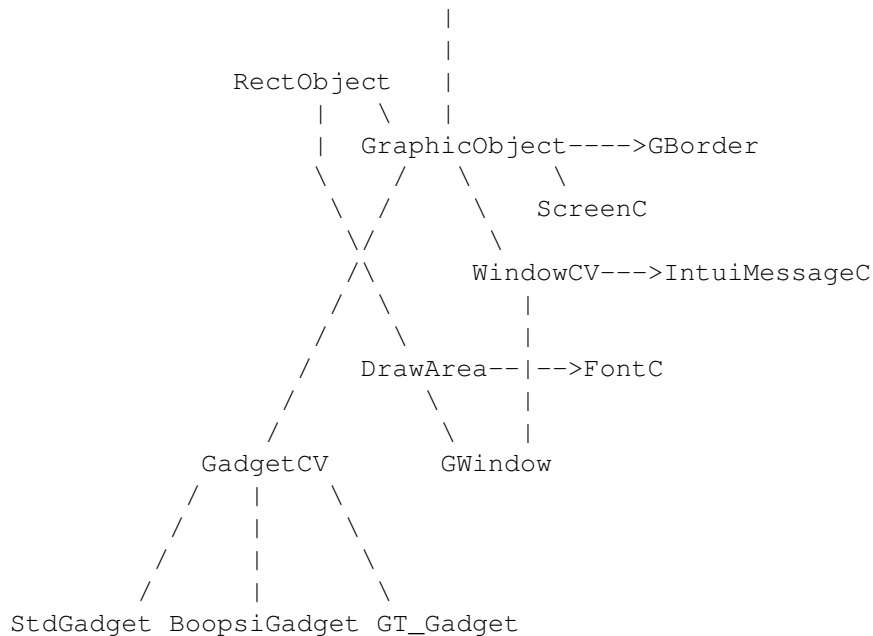 RectObject
GraphicObject---->GBorder
ScreenC
WindowCV--->IntuiMessageC
DrawArea--|-->FontC
GadgetCV GWindow
StdGadget BoopsiGadget GT_Gadget